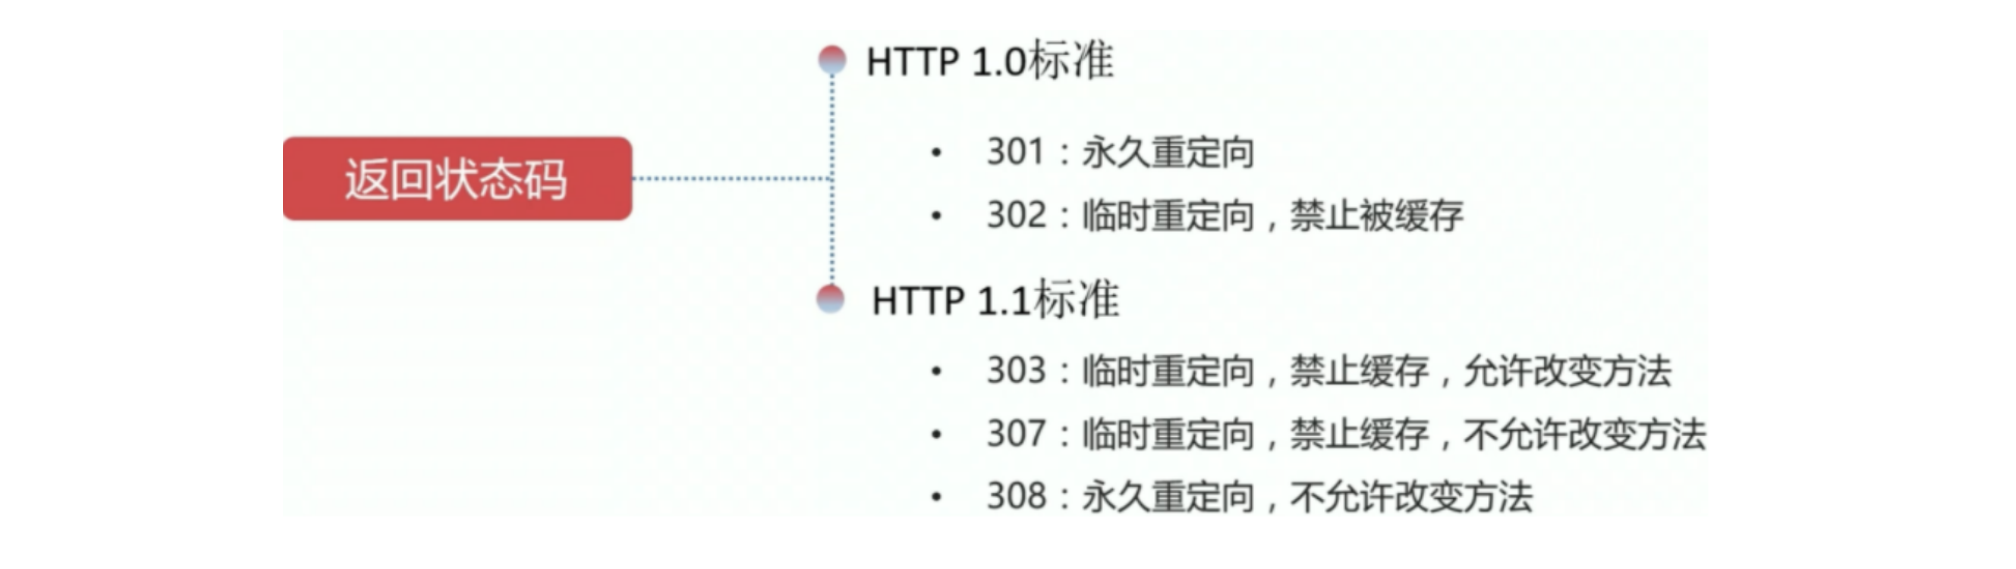 返回状态码
HTTP 1.0标准
• 301：永久重定向
• 302：临时重定向，禁止被缓存
HTTP 1.1标准
• 303：临时重定向，禁止缓存，允许改变方法
• 307：临时重定向，禁止缓存，不允许改变方法
• 308：永久重定向，不允许改变方法